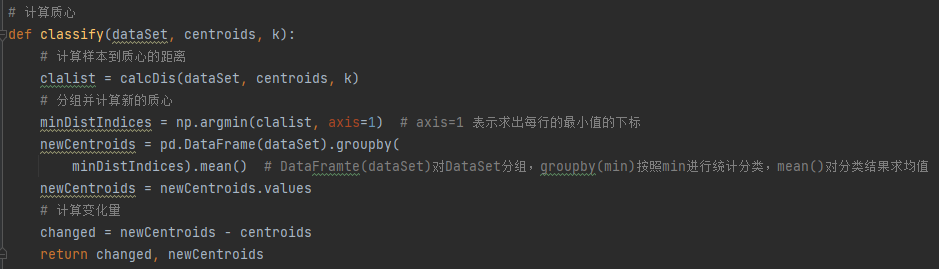 # 计算质心
def classify(dataSet, centroids, k):
# 计算样本到质心的距离
clalist = calcDis(dataSet, centroids, k)
# 分组并计算新的质心
minDistIndices = np.argmin(clalist, axis=1)  # axis=1 表示求出每行的最小值的下标
newCentroids = pd.DataFrame(dataSet).groupby(
minDistIndices).mean()  # DataFramte(dataSet)对DataSet分组，groupby(min)按照min进行统计分类，mean()对分类结果求均值
newCentroids = newCentroids.values
# 计算变化量
changed = newCentroids - centroids
return changed, newCentroids